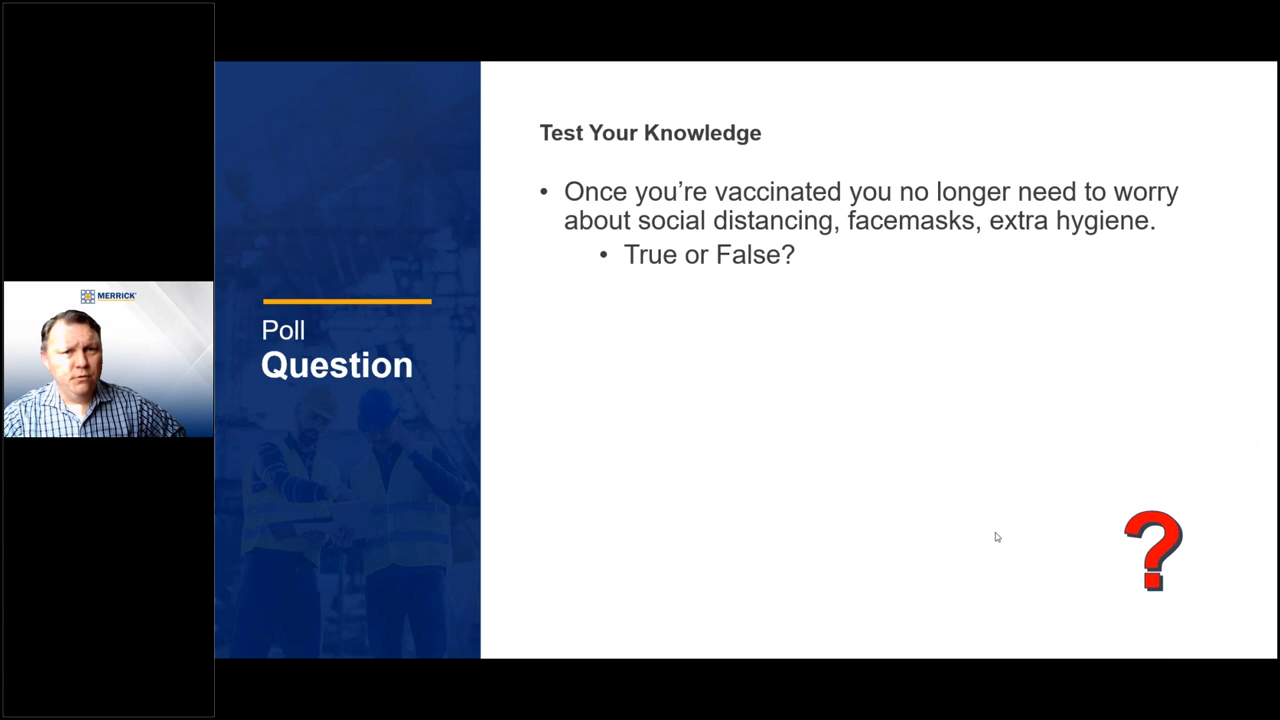 MERRICK
Poll
Question
Test Your Knowledge
• Once you're vaccinated you no longer need to worry
about social distancing, facemasks, extra hygiene.
• True or False?
?